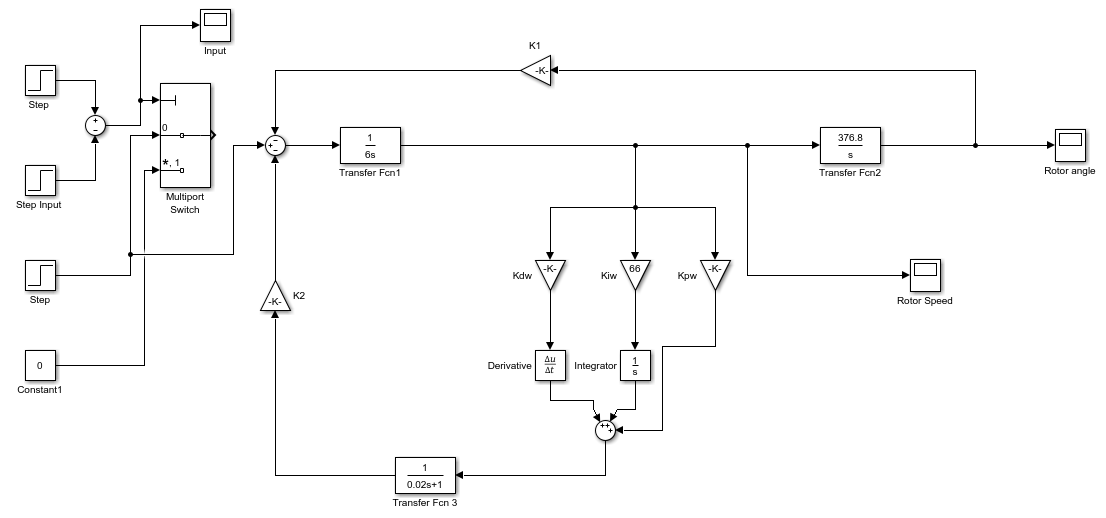 Input
K1
-K-
Step
+
−
0
*, 1
Multiport
Switch
Step Input
Step
0
Constant1
−
+
−
1
6s
Transfer Fcn1
376.8
s
Transfer Fcn2
Rotor angle
Kdw
-K-
Kiw
66
Kpw
-K-
Rotor Speed
-K-
K2
Derivative
Δu
Δt
Integrator
1
s
++
+
1
0.02s+1
Transfer Fcn 3